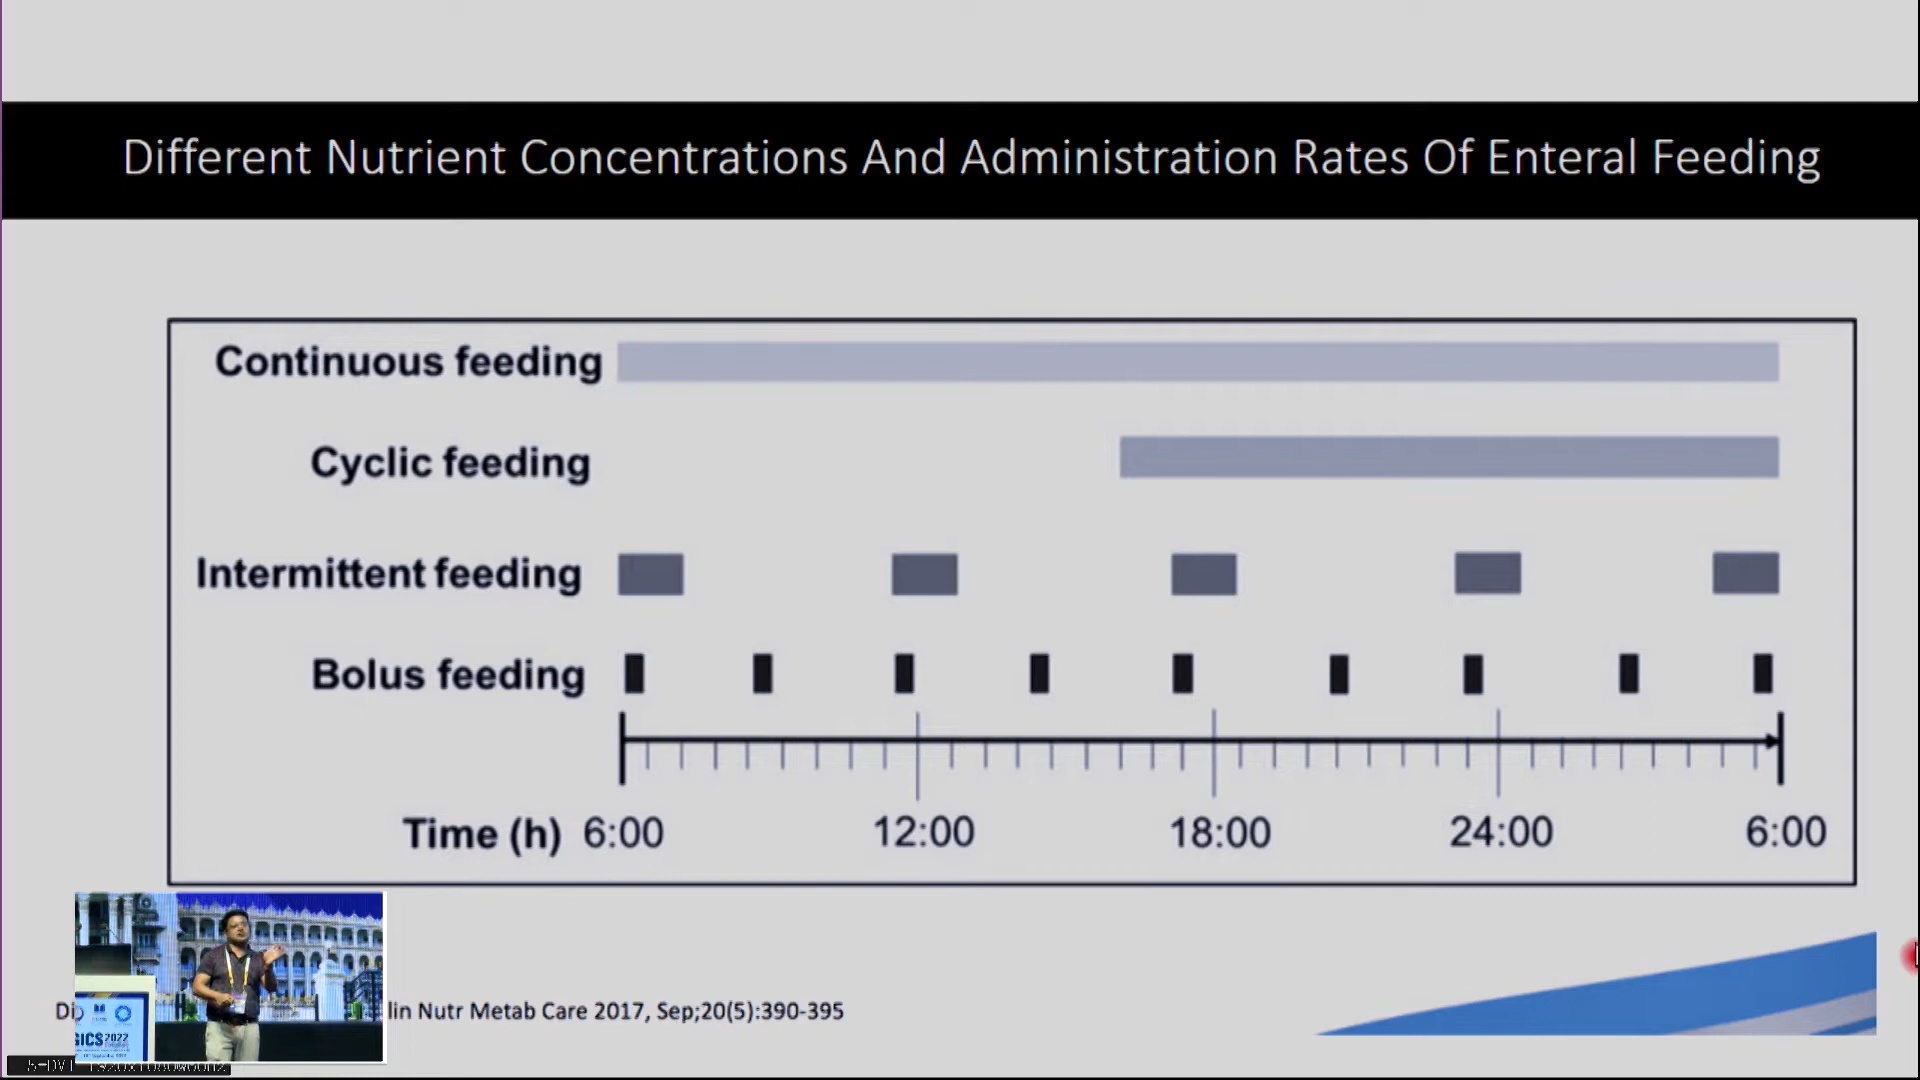 Different Nutrient Concentrations And Administration Rates Of Enteral Feeding
Continuous feeding
Cyclic feeding
Intermittent feeding
Bolus feeding
Time (h) 6:00 12:00 18:00 24:00 6:00
lin Nutr Metab Care 2017, Sep;20(5):390-395
GICS 2022